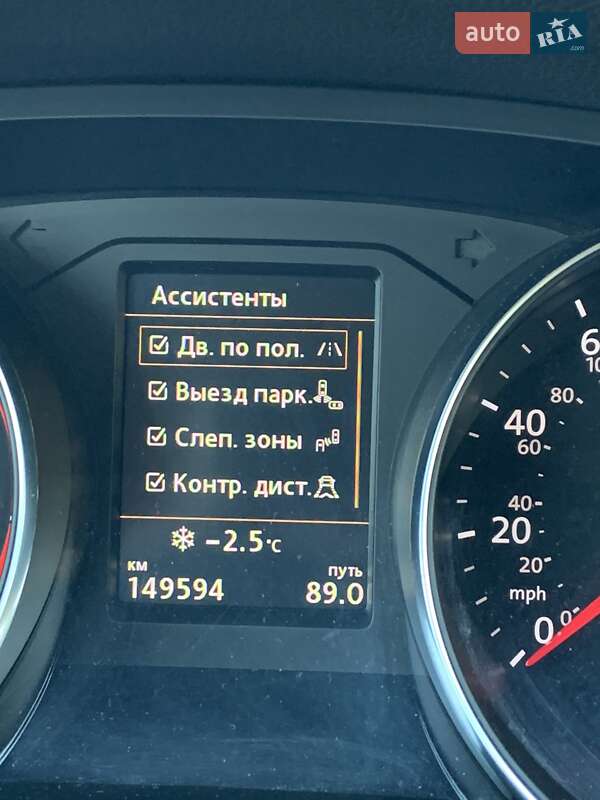 auto RIA .com
Ассистенты
Дв. по пол.
Выезд парк.
Слеп. зоны
Контр. дист.
-2.5°C
км
путь
149594
89.0
80
40
60
40
20
20
mph
0